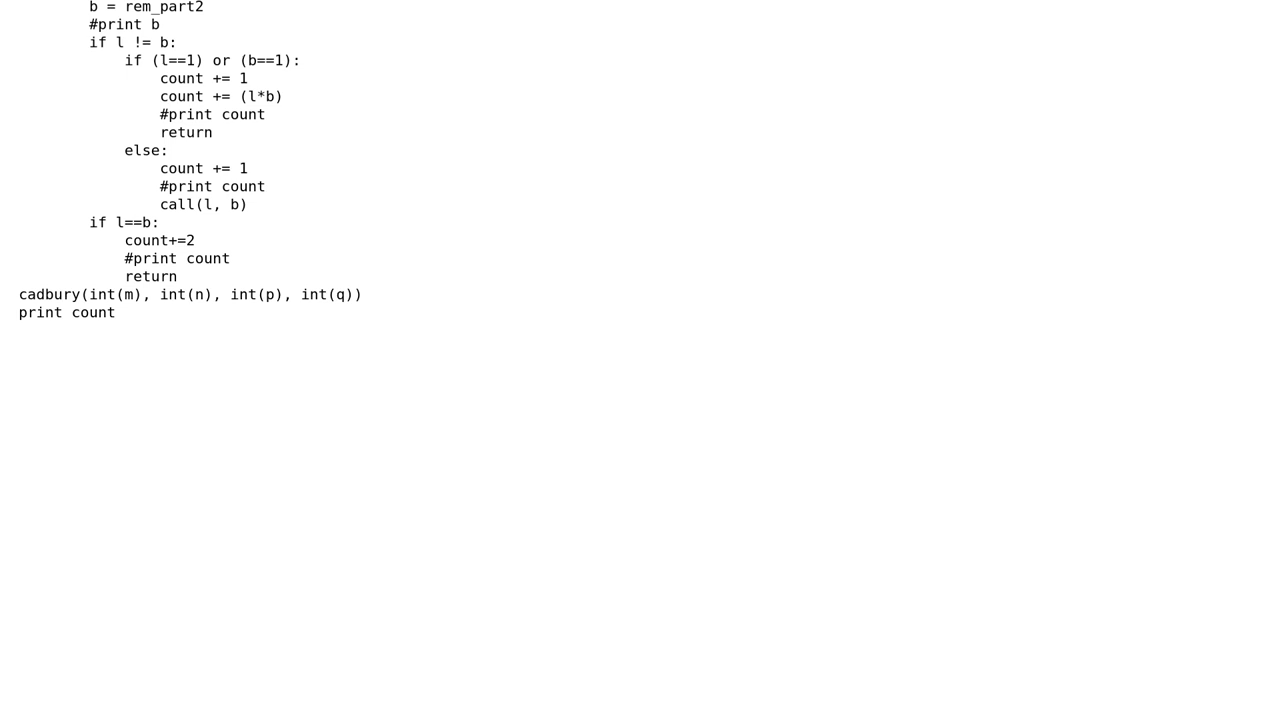 b = rem_part2
        #print b
        if l != b:
            if (l==1) or (b==1):
                count += 1
                count += (l*b)
                #print count
                return
            else:
                count += 1
                #print count
                call(l, b)
        if l==b:
            count+=2
            #print count
            return
cadbury(int(m), int(n), int(p), int(q))
print count